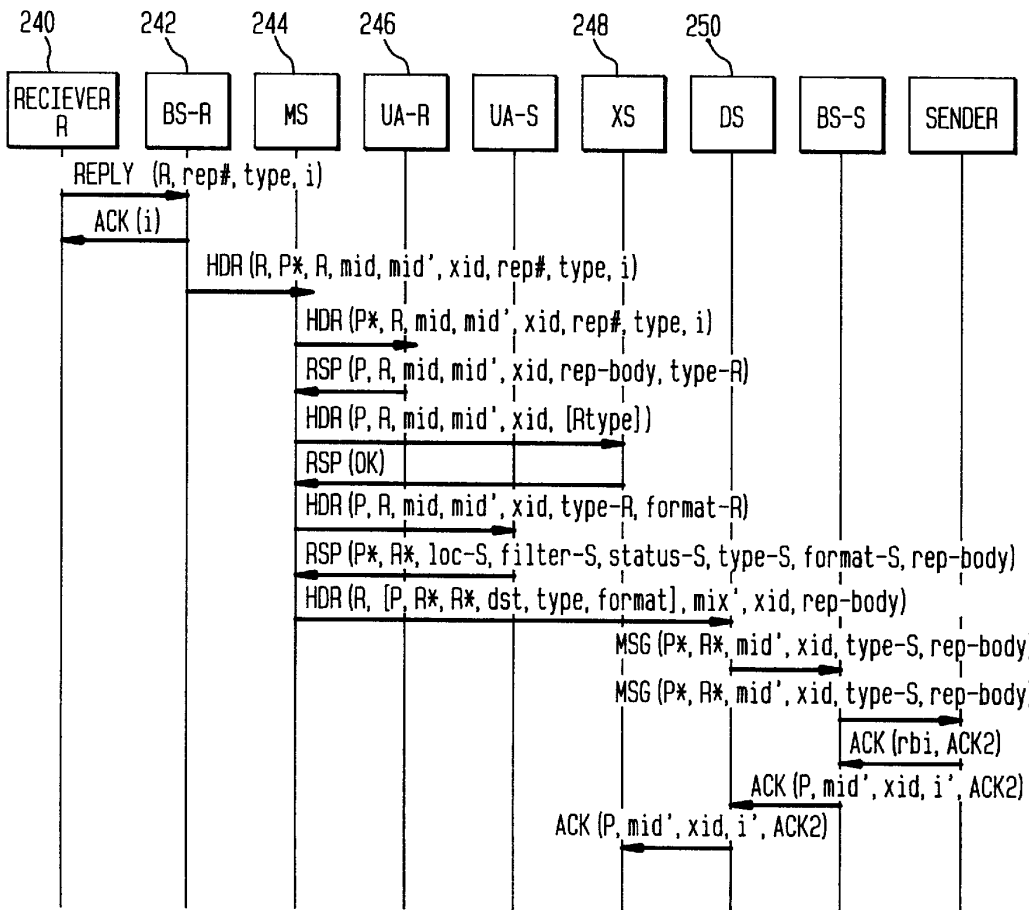 240 242 244 246 248 250
RECIEVER R BS-R MS UA-R UA-S XS DS BS-S SENDER
REPLY (R, rep#, type, i)
ACK (i)
HDR (R, P*, R, mid, mid', xid, rep#, type, i)
HDR (P*, R, mid, mid', xid, rep#, type, i)
RSP (P, R, mid, mid', xid, rep-body, type-R)
HDR (P, R, mid, mid', xid, [Rtype])
RSP (OK)
HDR (P, R, mid, mid', xid, type-R, format-R)
RSP (P*, R*, loc-S, filter-S, status-S, type-S, format-S, rep-body)
HDR (R, [P, R*, R*, dst, type, format], mix', xid, rep-body)
MSG (P*, R*, mid', xid, type-S, rep-body)
MSG (P*, R*, mid', xid, type-S, rep-body)
ACK (rbi, ACK2)
ACK (P, mid', xid, i', ACK2)
ACK (P, mid', xid, i', ACK2)